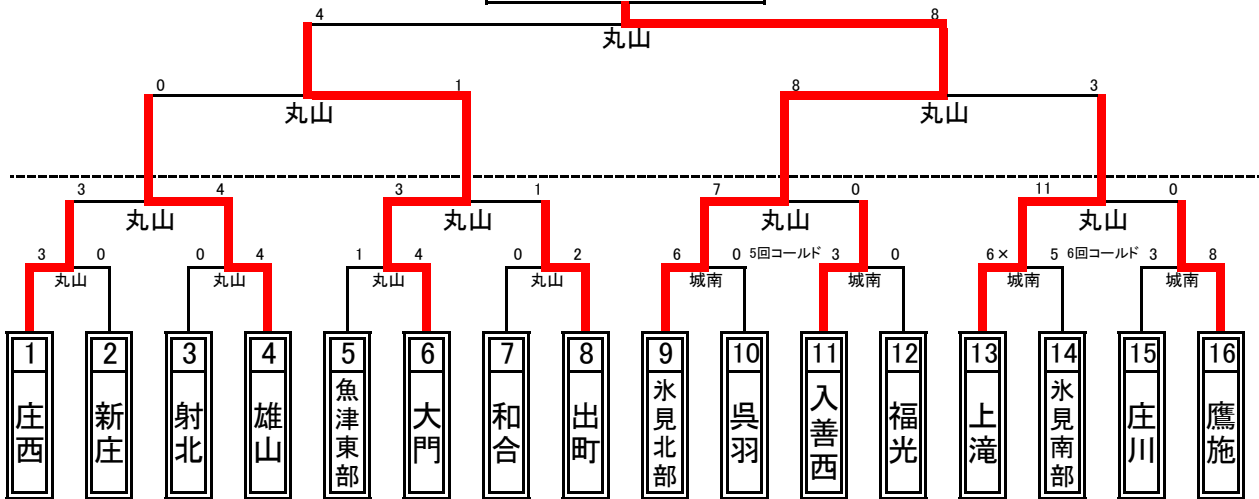 4 8
丸山
0 1 8 3
丸山 丸山
3 4 3 1 7 0 11 0
丸山 丸山 丸山 丸山
3 0 0 4 1 4 0 2 6 0 5回コールド 3 0 6× 5 6回コールド 3 8
丸山 丸山 丸山 丸山 城南 城南 城南 城南
1 2 3 4 5 6 7 8 9 10 11 12 13 14 15 16
庄西 新庄 射北 雄山 魚津東部 大門 和合 出町 氷見北部 呉羽 入善西 福光 上滝 氷見南部 庄川 鷹施